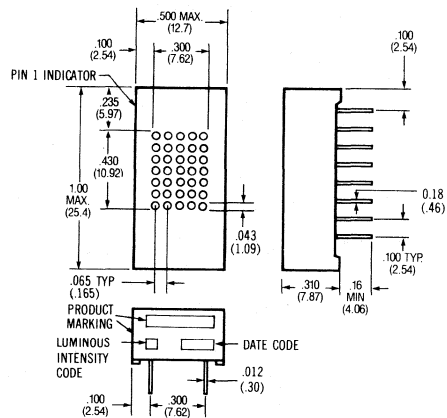 .500 MAX.
(12.7)
.100
(2.54)
.300
(7.62)
.100
(2.54)
PIN 1 INDICATOR
.235
(5.97)
.430
(10.92)
1.00
MAX.
(25.4)
0.18
(.46)
.043
(1.09)
.100 TYP.
(2.54)
.065 TYP
(.165)
.310
(7.87)
.16
MIN
(4.06)
PRODUCT
MARKING
LUMINOUS
INTENSITY
CODE
DATE CODE
.012
(.30)
.100
(2.54)
.300
(7.62)